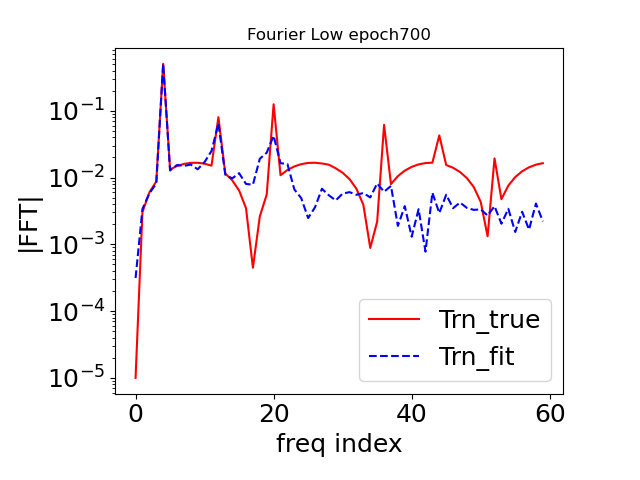 Fourier Low epoch700
|FFT|
10⁻¹
10⁻²
10⁻³
10⁻⁴
10⁻⁵
Trn_true
Trn_fit
0 20 40 60
freq index